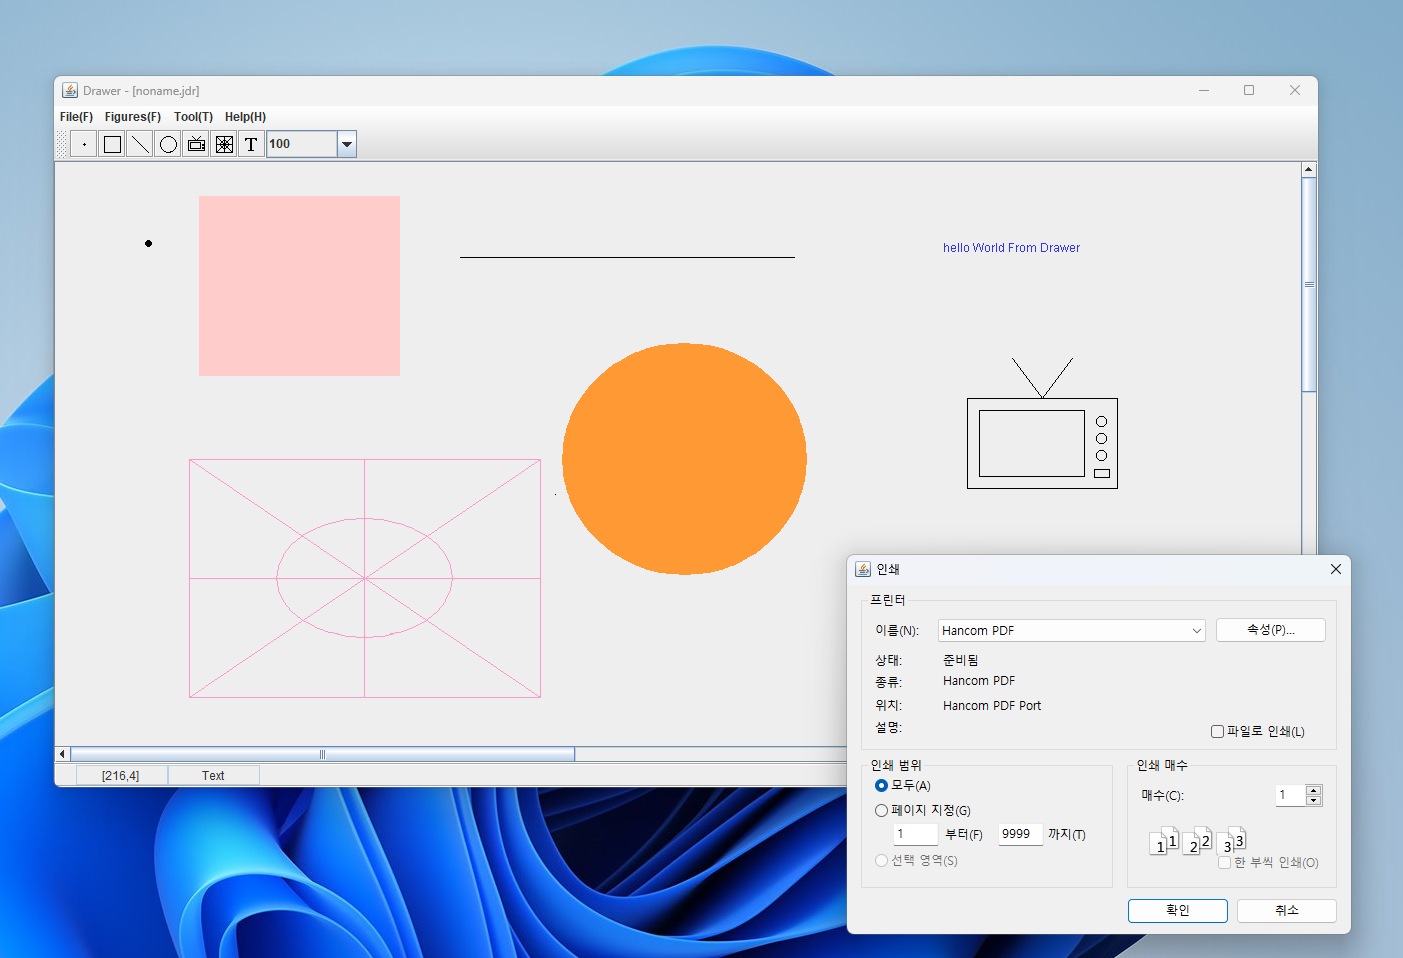 Drawer - [noname.jdr]
File(F) Figures(F) Tool(T) Help(H)
T 100
hello World From Drawer
[216,4] Text
인쇄
프린터
이름(N): Hancom PDF 속성(P)...
상태: 준비됨
종류: Hancom PDF
위치: Hancom PDF Port
설명:
파일로 인쇄(L)
인쇄 범위
모두(A)
페이지 지정(G)
1 부터(F) 9999 까지(T)
선택 영역(S)
인쇄 매수
매수(C): 1
1 1 2 2 3 3
한 부씩 인쇄(O)
확인 취소